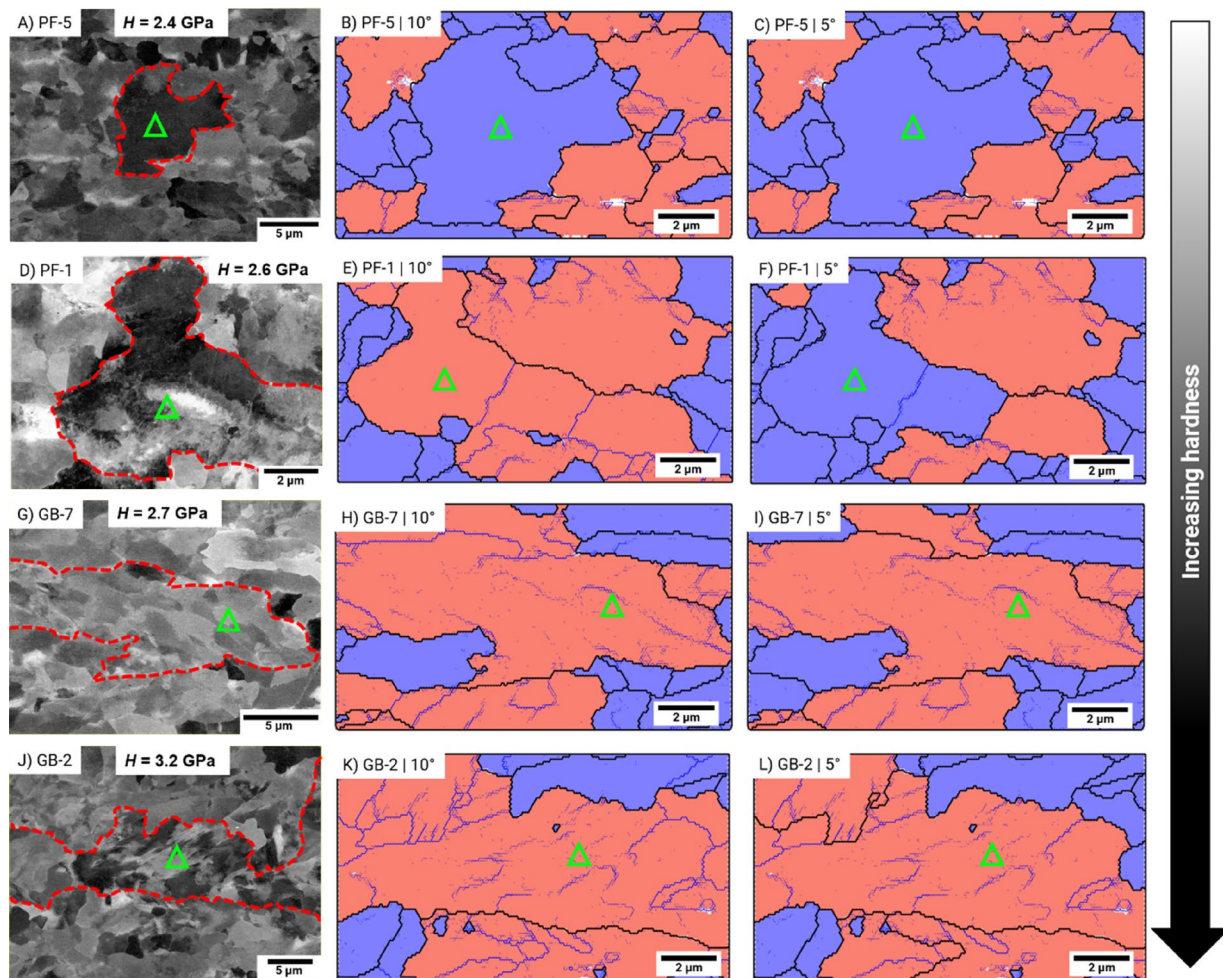 A) PF-5 H = 2.4 GPa
5 µm
B) PF-5 | 10°
2 µm
C) PF-5 | 5°
2 µm
D) PF-1 H = 2.6 GPa
2 µm
E) PF-1 | 10°
2 µm
F) PF-1 | 5°
2 µm
G) GB-7 H = 2.7 GPa
5 µm
H) GB-7 | 10°
2 µm
I) GB-7 | 5°
2 µm
J) GB-2 H = 3.2 GPa
5 µm
K) GB-2 | 10°
2 µm
L) GB-2 | 5°
2 µm
Increasing hardness